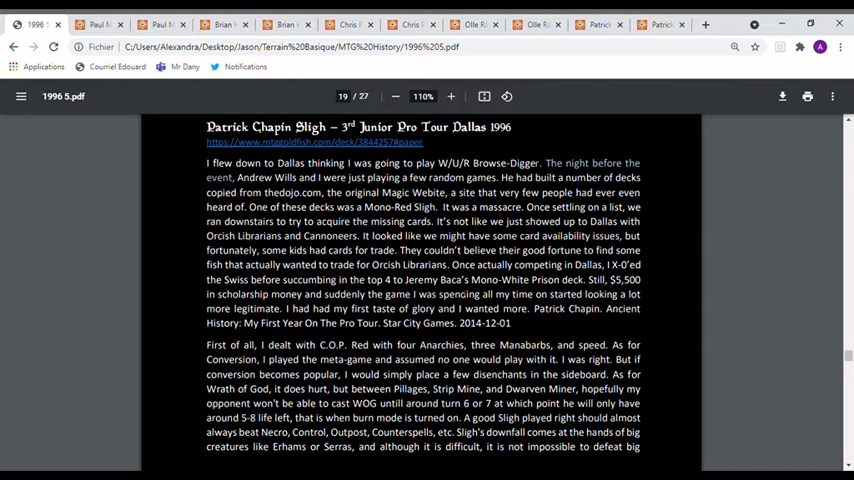 1996 5
Paul M
Paul M
Brian H
Brian H
Chris P
Chris P
Olle R
Olle R
Patrick
Patrick
Fichier
C:/Users/Alexandra/Desktop/Jason/Terrain%20Basique/MTG%20History/1996%205.pdf
A
Applications
Courriel Edouard
Mr Dany
Notifications
1996 5.pdf
19 / 27
110%
Patrick Chapin Sligh – 3rd Junior Pro Tour Dallas 1996
https://www.mtggoldfish.com/deck/3844257#paper
I flew down to Dallas thinking I was going to play W/U/R Browse-Digger. The night before the
event, Andrew Wills and I were just playing a few random games. He had built a number of decks
copied from thedojo.com, the original Magic Webite, a site that very few people had ever even
heard of. One of these decks was a Mono-Red Sligh. It was a massacre. Once settling on a list, we
ran downstairs to try to acquire the missing cards. It's not like we just showed up to Dallas with
Orcish Librarians and Cannoneers. It looked like we might have some card availability issues, but
fortunately, some kids had cards for trade. They couldn't believe their good fortune to find some
fish that actually wanted to trade for Orcish Librarians. Once actually competing in Dallas, I X-0'ed
the Swiss before succumbing in the top 4 to Jeremy Baca's Mono-White Prison deck. Still, $5,500
in scholarship money and suddenly the game I was spending all my time on started looking a lot
more legitimate. I had had my first taste of glory and I wanted more. Patrick Chapin. Ancient
History: My First Year On The Pro Tour. Star City Games. 2014-12-01
First of all, I dealt with C.O.P. Red with four Anarchies, three Manabarbs, and speed. As for
Conversion, I played the meta-game and assumed no one would play with it. I was right. But if
conversion becomes popular, I would simply place a few disenchants in the sideboard. As for
Wrath of God, it does hurt, but between Pillages, Strip Mine, and Dwarven Miner, hopefully my
opponent won't be able to cast WOG untill around turn 6 or 7 at which point he will only have
around 5-8 life left, that is when burn mode is turned on. A good Sligh played right should almost
always beat Necro, Control, Outpost, Counterspells, etc. Sligh's downfall comes at the hands of big
creatures like Erhams or Serras, and although it is difficult, it is not impossible to defeat big